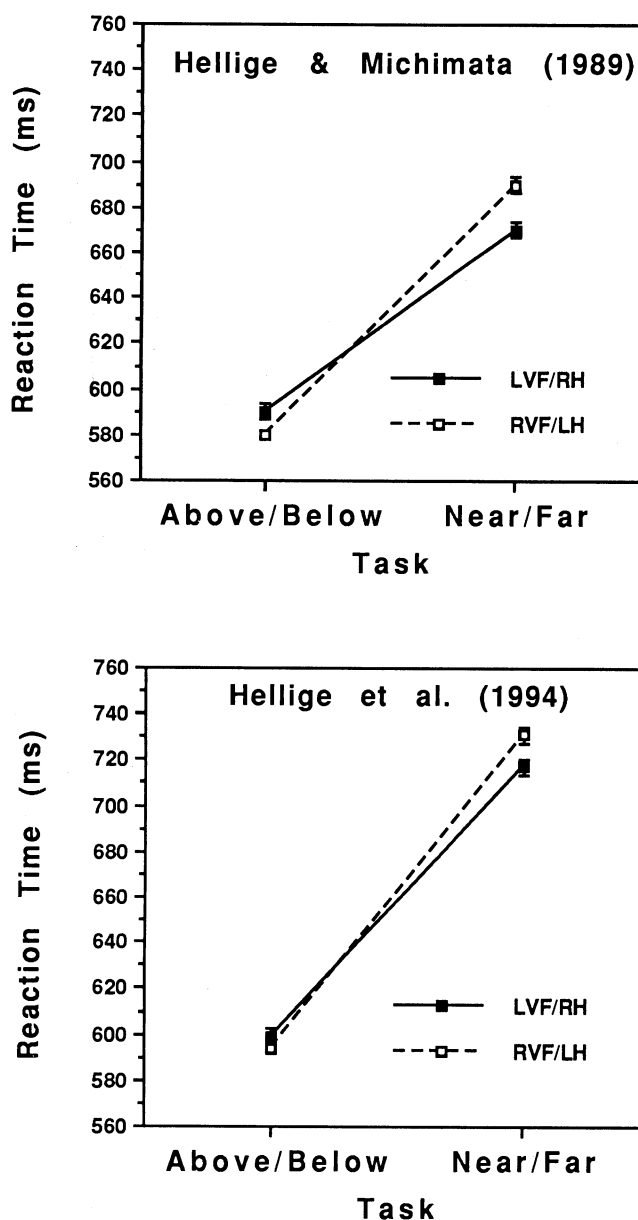 760
Hellige & Michimata (1989)
740
720
700
680
660
640
620
600
580
560
Reaction Time (ms)
LVF/RH
RVF/LH
Above/Below Near/Far
Task
760
Hellige et al. (1994)
740
720
700
680
660
640
620
600
580
560
Reaction Time (ms)
LVF/RH
RVF/LH
Above/Below Near/Far
Task